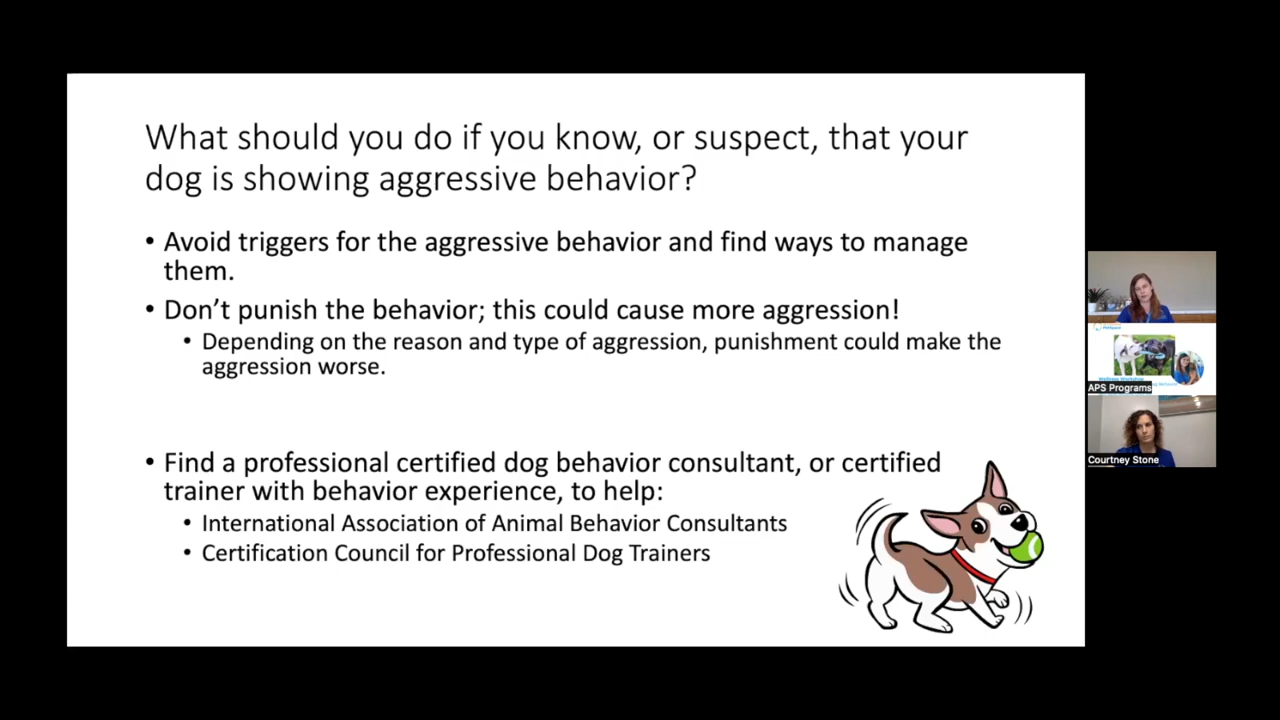 What should you do if you know, or suspect, that your
dog is showing aggressive behavior?
• Avoid triggers for the aggressive behavior and find ways to manage
them.
• Don’t punish the behavior; this could cause more aggression!
• Depending on the reason and type of aggression, punishment could make the
aggression worse.
• Find a professional certified dog behavior consultant, or certified
trainer with behavior experience, to help:
• International Association of Animal Behavior Consultants
• Certification Council for Professional Dog Trainers
APS Programs
Courtney Stone